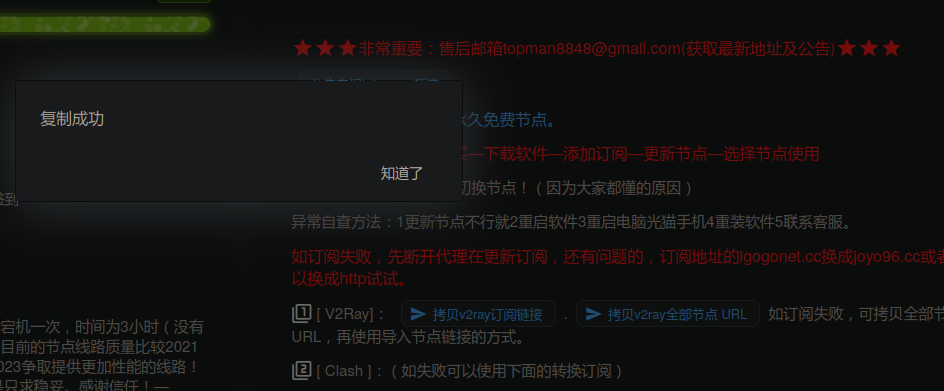 ★★★非常重要：售后邮箱topman8848@gmail.com(获取最新地址及公告)★★★
复制成功
久免费节点。
—下载软件—添加订阅—更新节点—选择节点使用
知道了
切换节点！(因为大家都懂的原因)
签到
异常自查方法：1更新节点不行就2重启软件3重启电脑光猫手机4重装软件5联系客服。
如订阅失败，先断开代理在更新订阅，还有问题的，订阅地址的igogonet.cc换成joyo96.cc或者
以换成http试试。
1 [ V2Ray]： 拷贝v2ray订阅链接 . 拷贝v2ray全部节点 URL 如订阅失败，可拷贝全部节
URL，再使用导入节点链接的方式。
宕机一次，时间为3小时（没有
目前的节点线路质量比较2021
023争取提供更加性能的线路！
只求稳妥。感谢信任！—
2 [ Clash ]：(如失败可以使用下面的转换订阅)